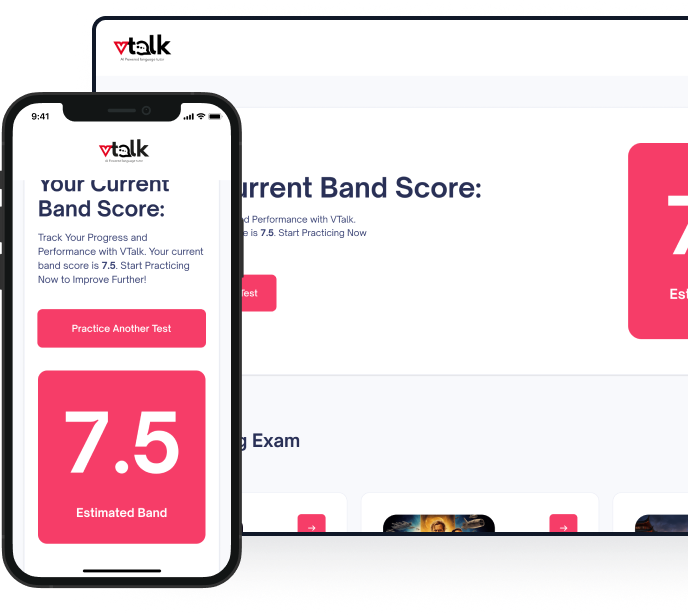 vtalk
AI Powered language tutor
urrent Band Score:
d Performance with VTalk.
e is 7.5. Start Practicing Now
Test
7
Est
g Exam
9:41
vtalk
AI Powered language tutor
Your Current
Band Score:
Track Your Progress and
Performance with VTalk. Your current
band score is 7.5. Start Practicing
Now to Improve Further!
Practice Another Test
7.5
Estimated Band